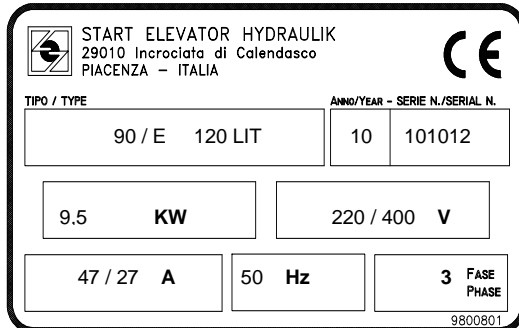 START ELEVATOR HYDRAULIK
29010 Incrociata di Calendasco
PIACENZA – ITALIA
CE
TIPO / TYPE ANNO/YEAR – SERIE N./SERIAL N.
90 / E 120 LIT 10 101012
9.5 KW 220 / 400 V
47 / 27 A 50 Hz 3 FASE
PHASE
9800801